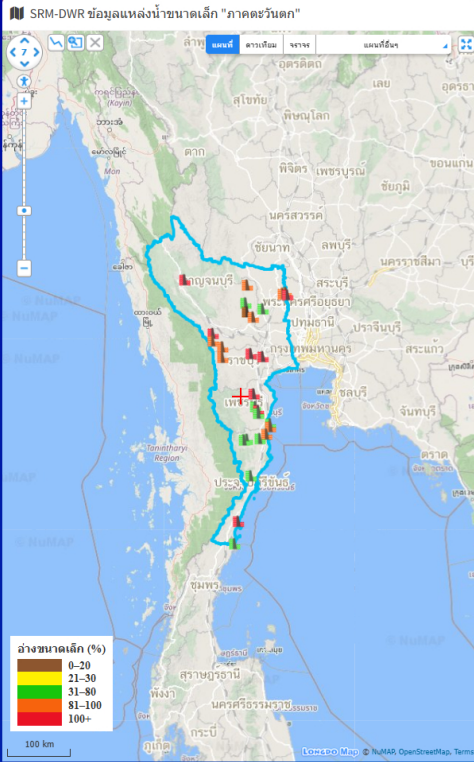 SRM-DWR ข้อมูลแหล่งน้ำขนาดเล็ก "ภาคตะวันตก"
7
แผนที่ ดาวเทียม จราจร แผนที่อื่นๆ
อุตรดิตถ์
เลย
(Kayin)
สุโขทัย
พิษณุโลก
Mon
ตาก
พิจิตร เพชรบูรณ์
ขอนแก่น
ชัยภูมิ
นครสวรรค์
ชัยนาท ลพบุรี
นครราชสีมา
กาญจนบุรี
สระบุรี
พระนครศรีอยุธยา
ปทุมธานี
ปราจีนบุรี
สระแก้ว
กรุงเทพมหานคร
ชลบุรี
จันทบุรี
ตราด
Tanintharyi
Region
ประจวบคีรีขันธ์
© NuMAP
ชุมพร
สุราษฎร์ธานี
พังงา
นครศรีธรรมราช
กระบี่
ภูเก็ต
อ่างขนาดเล็ก (%)
0–20
21–30
31–80
81–100
100+
100 km
LONGDO Map © NuMAP, OpenStreetMap, Terms